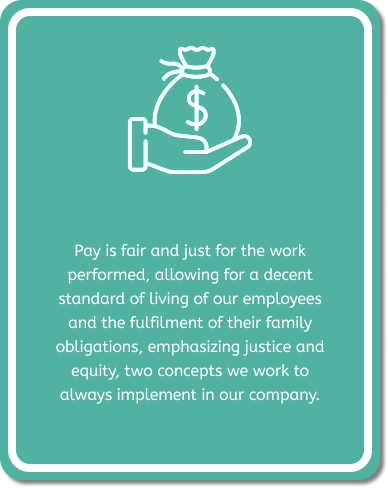 $
Pay is fair and just for the work
performed, allowing for a decent
standard of living of our employees
and the fulfilment of their family
obligations, emphasizing justice and
equity, two concepts we work to
always implement in our company.